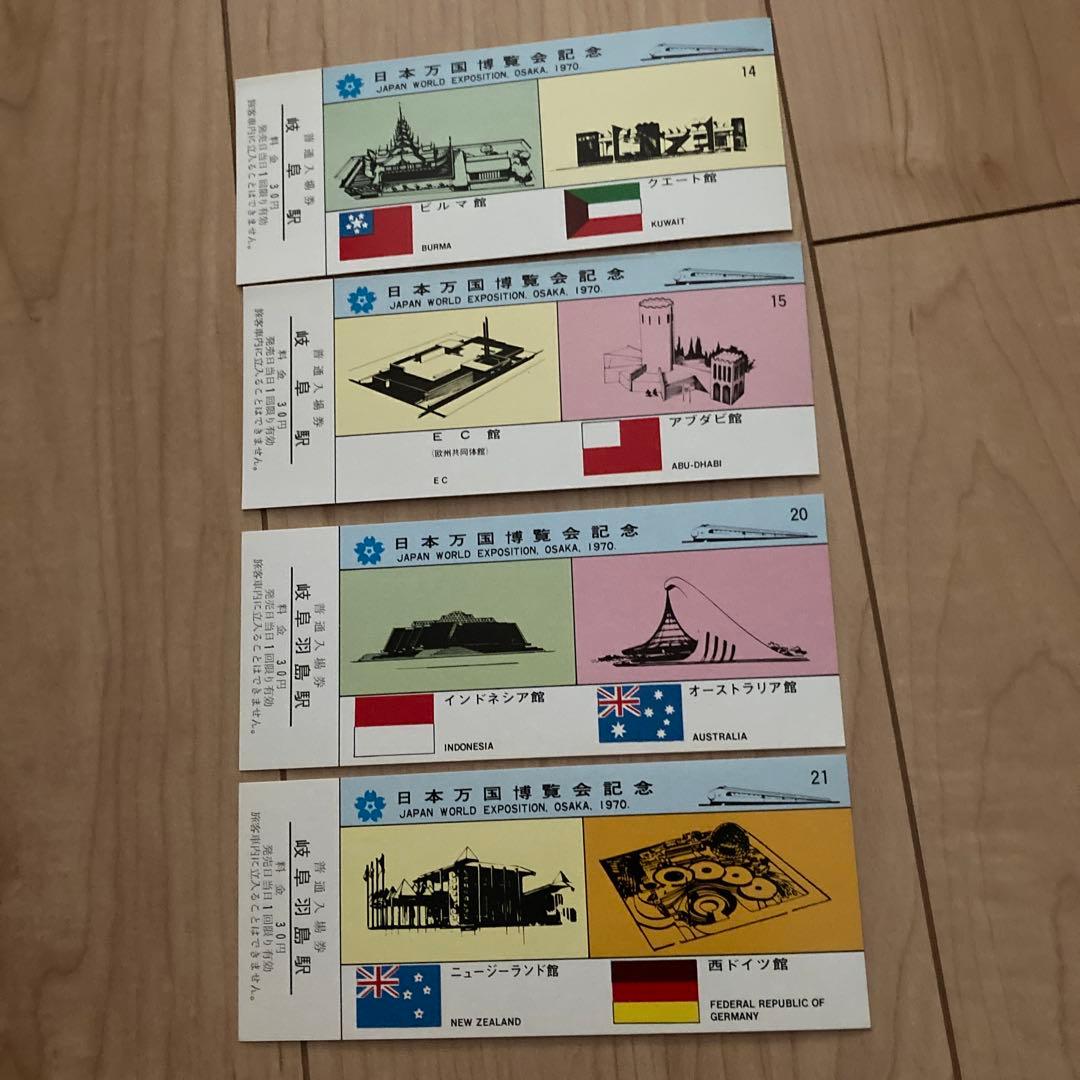 日本万国博覧会記念
JAPAN WORLD EXPOSITION, OSAKA, 1970.
14
普通入場券
岐阜駅
料金 30円
発売日当日1回限り有効
旅客車内に立入ることはできません。
ビルマ館
BURMA
クエート館
KUWAIT
日本万国博覧会記念
JAPAN WORLD EXPOSITION, OSAKA, 1970.
15
普通入場券
岐阜駅
料金 30円
発売日当日1回限り有効
旅客車内に立入ることはできません。
EC館
(欧州共同体館)
EC
アブダビ館
ABU-DHABI
日本万国博覧会記念
JAPAN WORLD EXPOSITION, OSAKA, 1970.
20
普通入場券
岐阜羽島駅
料金 30円
発売日当日1回限り有効
旅客車内に立入ることはできません。
インドネシア館
INDONESIA
オーストラリア館
AUSTRALIA
日本万国博覧会記念
JAPAN WORLD EXPOSITION, OSAKA, 1970.
21
普通入場券
岐阜羽島駅
料金 30円
発売日当日1回限り有効
旅客車内に立入ることはできません。
ニュージーランド館
NEW ZEALAND
西ドイツ館
FEDERAL REPUBLIC OF
GERMANY